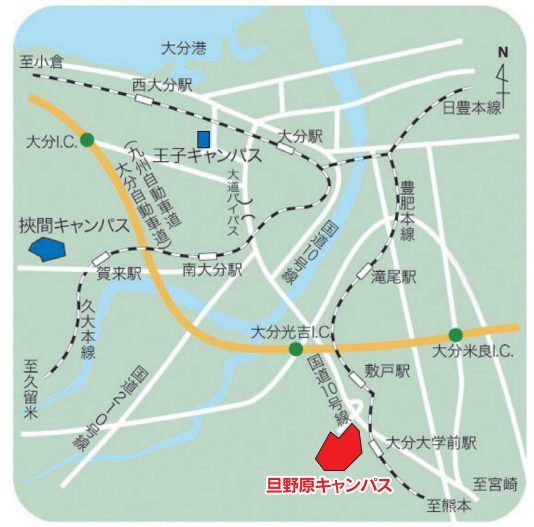 大分港
至小倉
N
西大分駅
日豊本線
大分I.C.
大分駅
王子キャンパス
(九州自動車道
大分自動車道)
大道バイパス
豊肥本線
挾間キャンパス
国道10号線
賀来駅
南大分駅
滝尾駅
久大本線
大分光吉I.C.
大分米良I.C.
至久留米
国道210号線
国道10号線
敷戸駅
大分大学前駅
旦野原キャンパス
至宮崎
至熊本